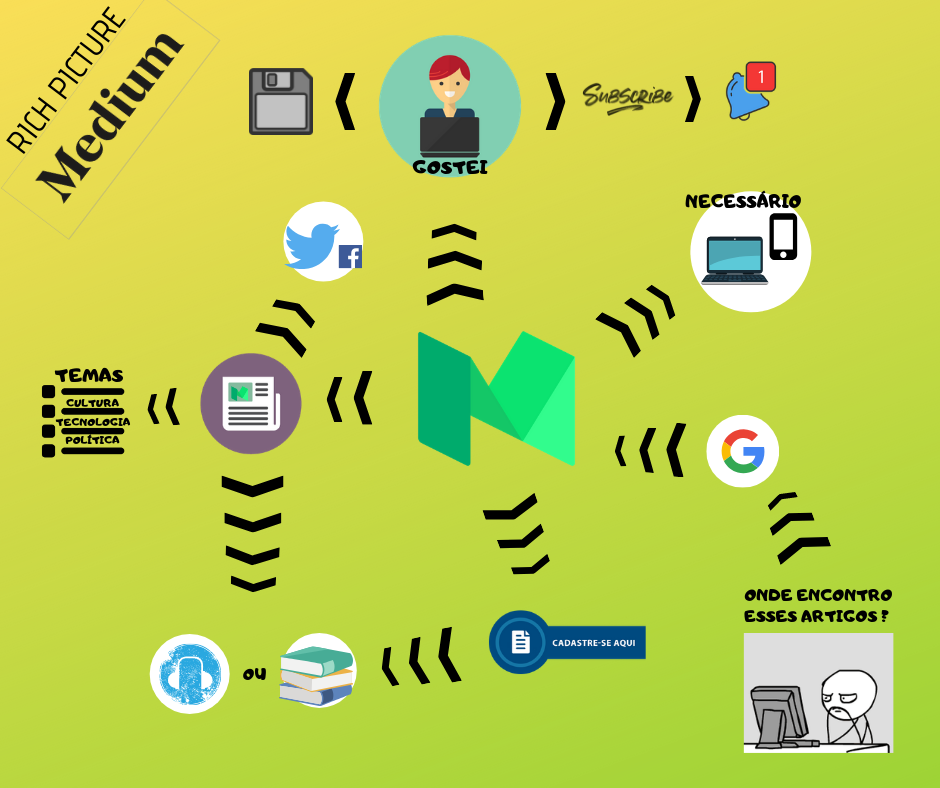 RICH PICTURE
Medium
GOSTEI
SUBSCRIBE
1
NECESSÁRIO
TEMAS
CULTURA
TECNOLOGIA
POLÍTICA
ONDE ENCONTRO
ESSES ARTIGOS ?
CADASTRE-SE AQUI
OU